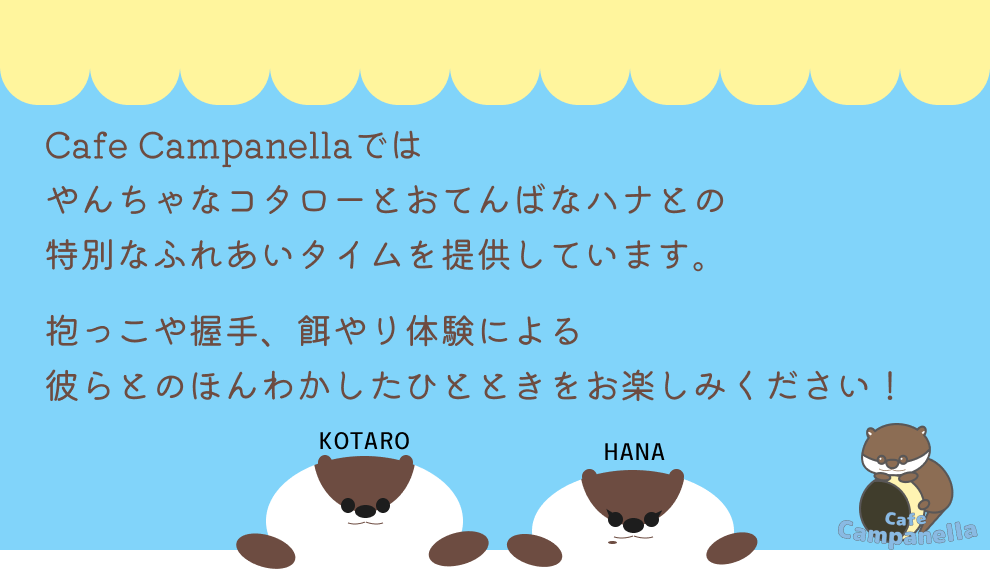 Cafe Campanellaでは
やんちゃなコタローとおてんばなハナとの
特別なふれあいタイムを提供しています。
抱っこや握手、餌やり体験による
彼らとのほんわかしたひとときをお楽しみください！
KOTARO
HANA
Cafe
Campanella